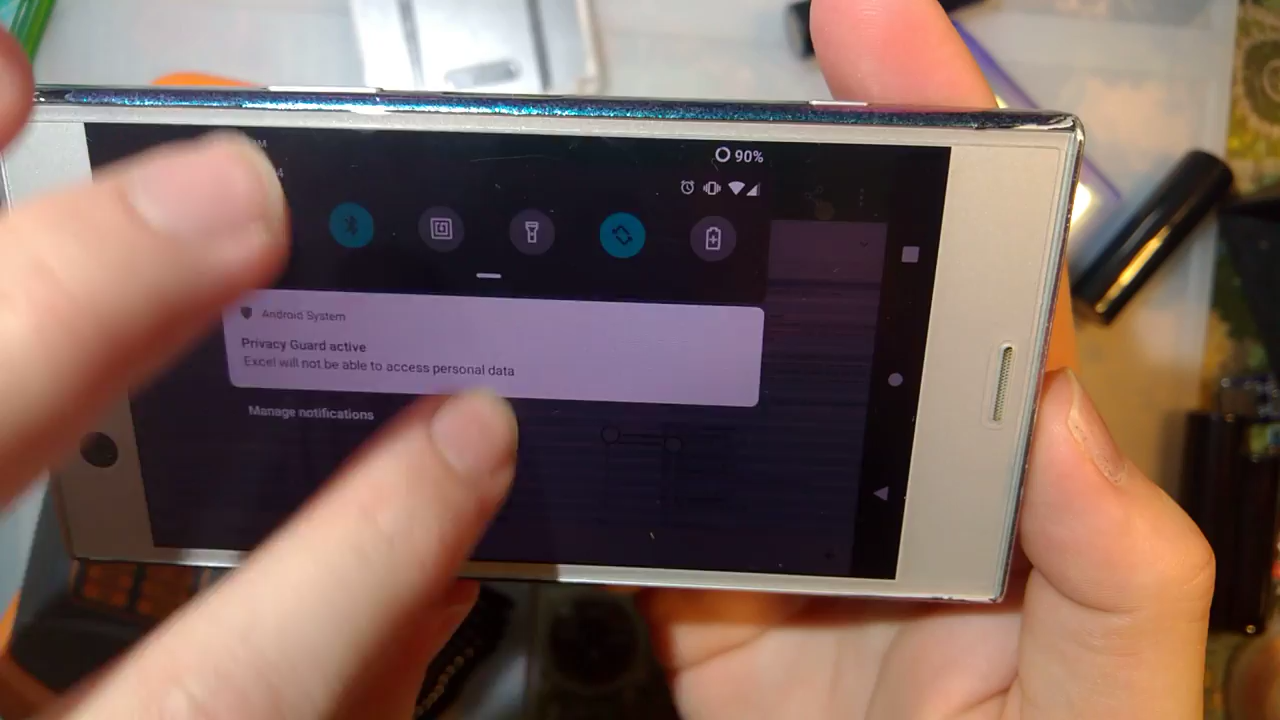 90%
Android System
Privacy Guard active
Excel will not be able to access personal data
Manage notifications